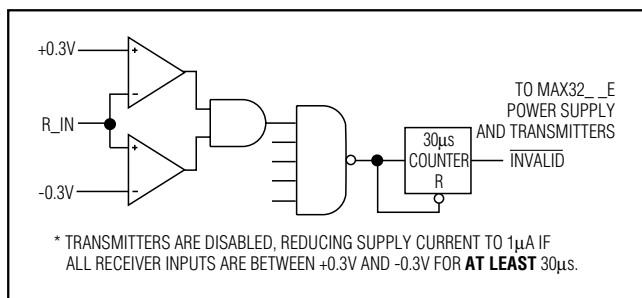 +0.3V
R_IN
-0.3V
TO MAX32_ _E
POWER SUPPLY
AND TRANSMITTERS
30µs
COUNTER
R
INVALID
* TRANSMITTERS ARE DISABLED, REDUCING SUPPLY CURRENT TO 1µA IF
ALL RECEIVER INPUTS ARE BETWEEN +0.3V AND -0.3V FOR AT LEAST 30µs.